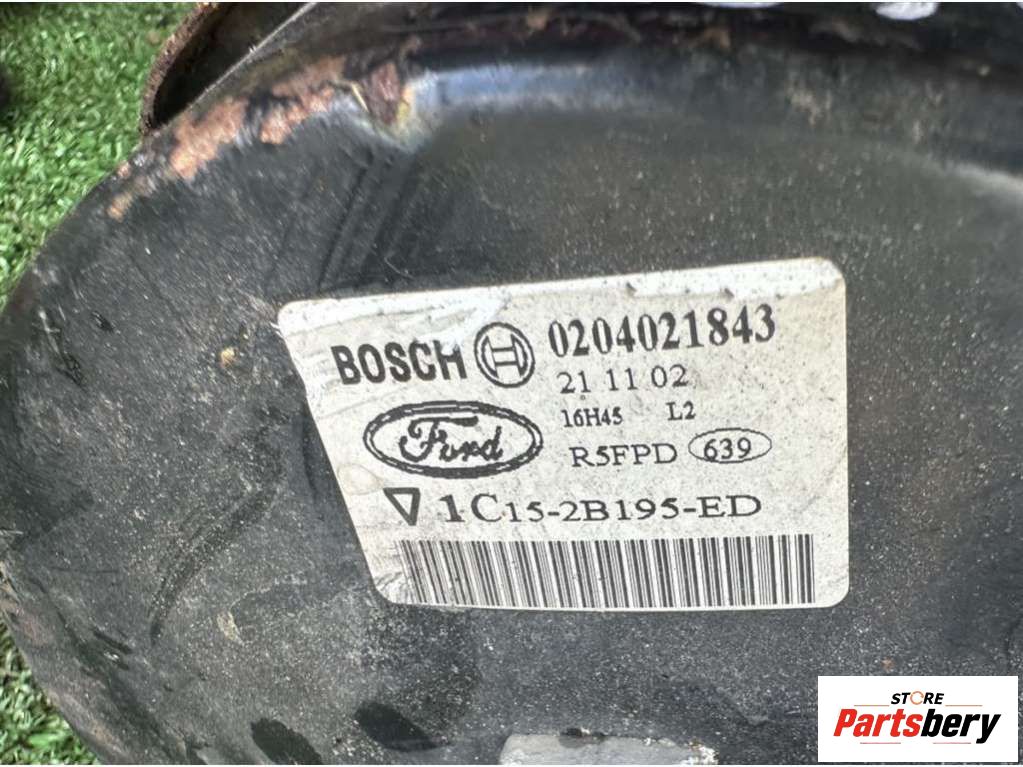 BOSCH 0204021843
21 11 02
16H45 L2
Ford
R5FPD 639
1C15-2B195-ED
STORE
Partsbery